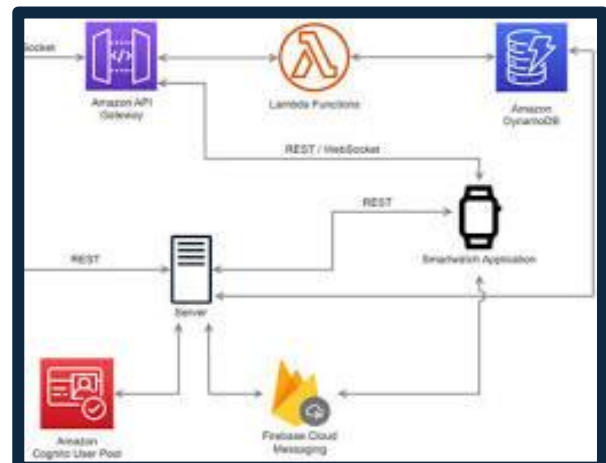 Socket
Amazon API
Gateway
Lambda Functions
Amazon
DynamoDB
REST / WebSocket
REST
Smartwatch Application
REST
Server
Amazon
Cognito User Pool
Firebase Cloud
Messaging